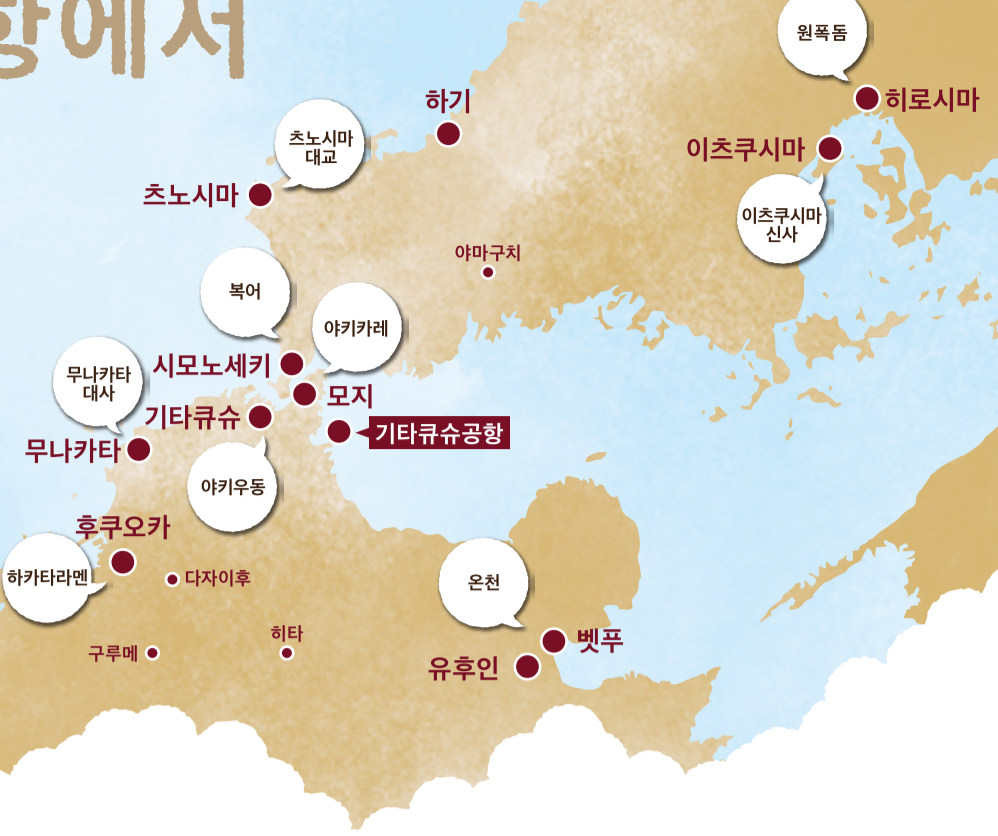 항에서
원폭돔
하기
히로시마
츠노시마
대교
이츠쿠시마
츠노시마
이츠쿠시마
신사
야마구치
복어
야키카레
시모노세키
무나카타
대사
모지
기타큐슈
기타큐슈공항
무나카타
야키우동
후쿠오카
하카타라멘
다자이후
온천
히타
벳푸
구루메
유후인